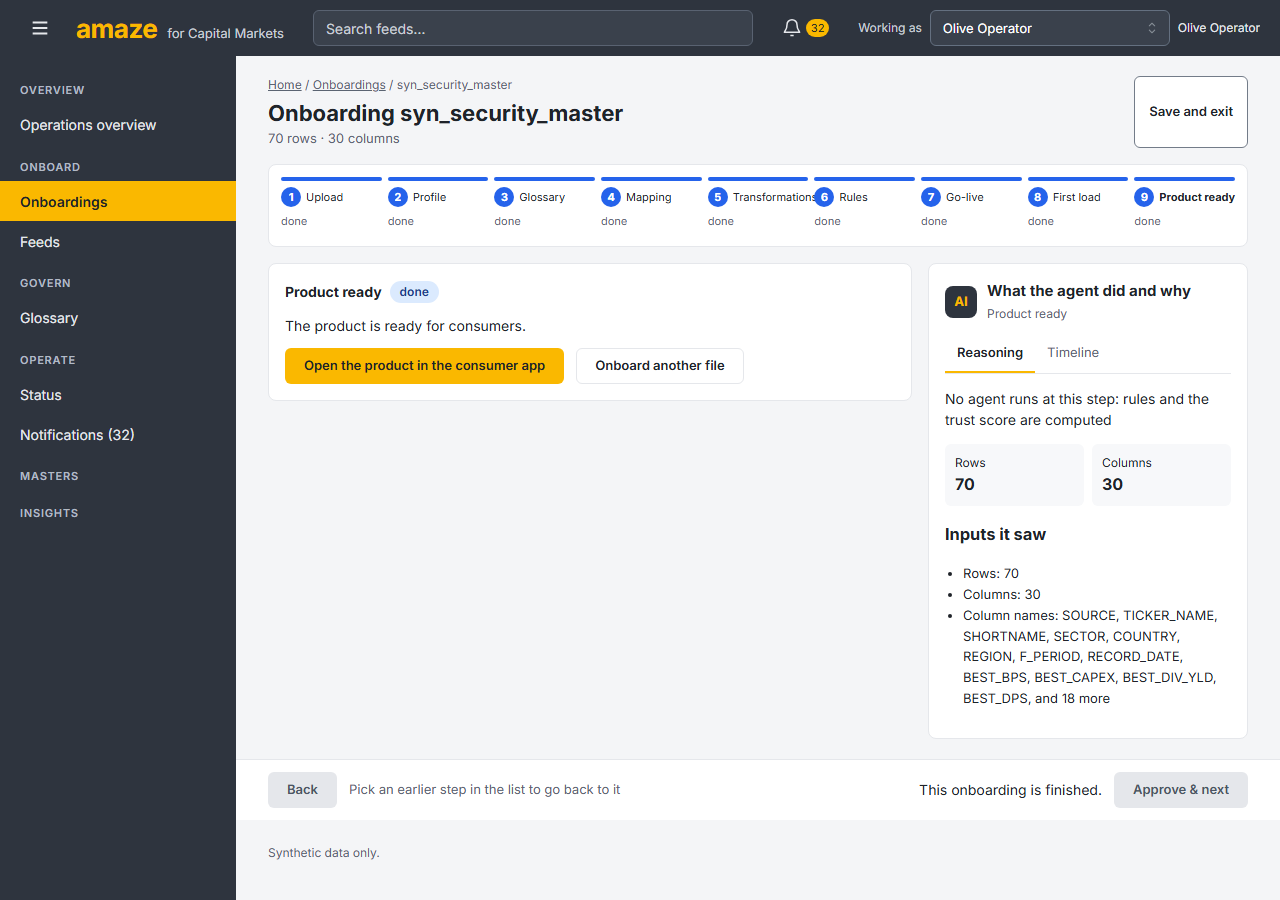 amaze for Capital Markets
Search feeds...
32
Working as
Olive Operator
Olive Operator
OVERVIEW
Operations overview
ONBOARD
Onboardings
Feeds
GOVERN
Glossary
OPERATE
Status
Notifications (32)
MASTERS
INSIGHTS
Home / Onboardings / syn_security_master
Onboarding syn_security_master
70 rows · 30 columns
Save and exit
1 Upload
done
2 Profile
done
3 Glossary
done
4 Mapping
done
5 Transformations
done
6 Rules
done
7 Go-live
done
8 First load
done
9 Product ready
done
Product ready done
The product is ready for consumers.
Open the product in the consumer app
Onboard another file
AI
What the agent did and why
Product ready
Reasoning
Timeline
No agent runs at this step: rules and the
trust score are computed
Rows
70
Columns
30
Inputs it saw
• Rows: 70
• Columns: 30
• Column names: SOURCE, TICKER_NAME,
SHORTNAME, SECTOR, COUNTRY,
REGION, F_PERIOD, RECORD_DATE,
BEST_BPS, BEST_CAPEX, BEST_DIV_YLD,
BEST_DPS, and 18 more
Back
Pick an earlier step in the list to go back to it
This onboarding is finished.
Approve & next
Synthetic data only.